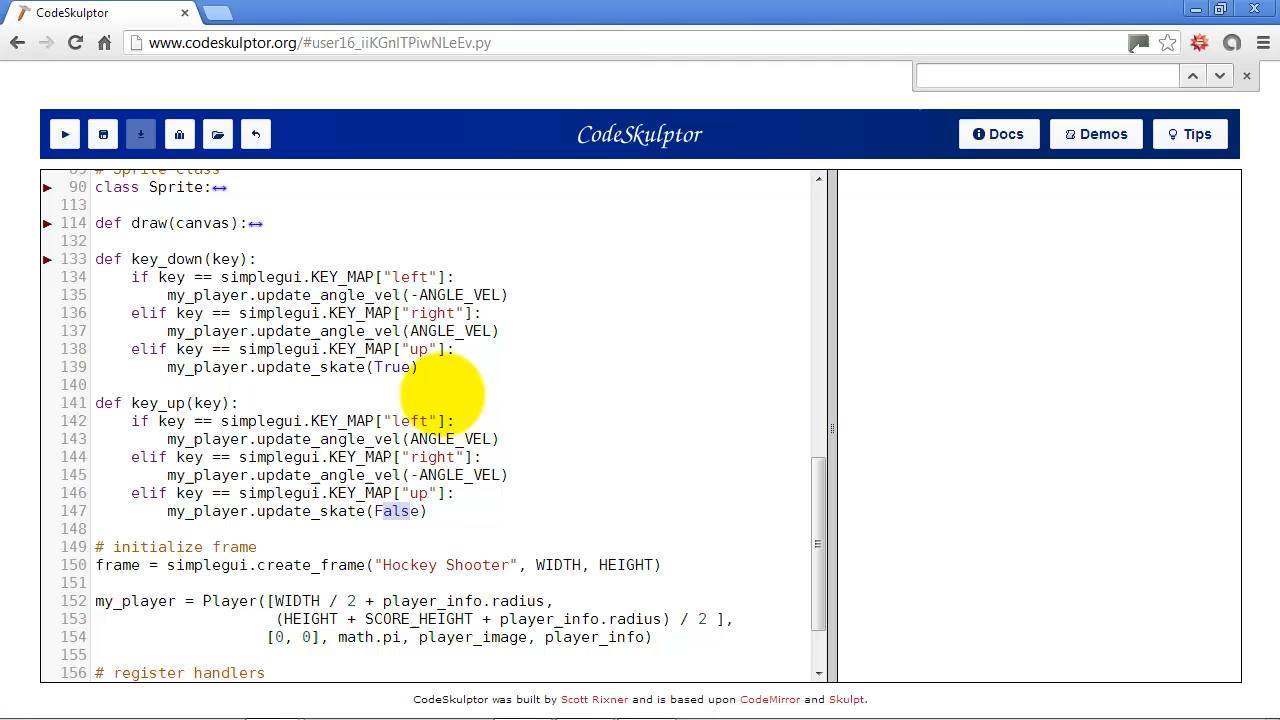 CodeSkulptor
www.codeskulptor.org/#user16_iiKGnITPiwNLeEv.py
CodeSkulptor
Docs
Demos
Tips
89 # Sprite class
90 class Sprite:
113
114 def draw(canvas):
132
133 def key_down(key):
134 if key == simplegui.KEY_MAP["left"]:
135 my_player.update_angle_vel(-ANGLE_VEL)
136 elif key == simplegui.KEY_MAP["right"]:
137 my_player.update_angle_vel(ANGLE_VEL)
138 elif key == simplegui.KEY_MAP["up"]:
139 my_player.update_skate(True)
140
141 def key_up(key):
142 if key == simplegui.KEY_MAP["left"]:
143 my_player.update_angle_vel(ANGLE_VEL)
144 elif key == simplegui.KEY_MAP["right"]:
145 my_player.update_angle_vel(-ANGLE_VEL)
146 elif key == simplegui.KEY_MAP["up"]:
147 my_player.update_skate(False)
148
149 # initialize frame
150 frame = simplegui.create_frame("Hockey Shooter", WIDTH, HEIGHT)
151
152 my_player = Player([WIDTH / 2 + player_info.radius,
153 (HEIGHT + SCORE_HEIGHT + player_info.radius) / 2 ],
154 [0, 0], math.pi, player_image, player_info)
155
156 # register handlers
CodeSkulptor was built by Scott Rixner and is based upon CodeMirror and Skulpt.